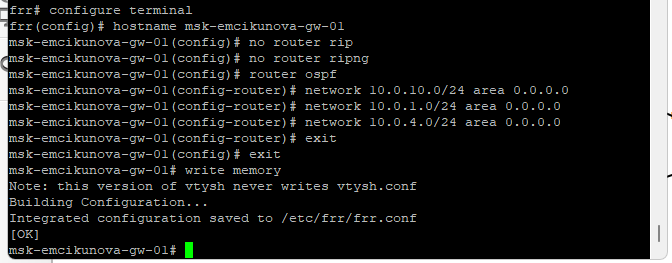 frr# configure terminal
frr(config)# hostname msk-emcikunova-gw-01
msk-emcikunova-gw-01(config)# no router rip
msk-emcikunova-gw-01(config)# no router ripng
msk-emcikunova-gw-01(config)# router ospf
msk-emcikunova-gw-01(config-router)# network 10.0.10.0/24 area 0.0.0.0
msk-emcikunova-gw-01(config-router)# network 10.0.1.0/24 area 0.0.0.0
msk-emcikunova-gw-01(config-router)# network 10.0.4.0/24 area 0.0.0.0
msk-emcikunova-gw-01(config-router)# exit
msk-emcikunova-gw-01(config)# exit
msk-emcikunova-gw-01# write memory
Note: this version of vtysh never writes vtysh.conf
Building Configuration...
Integrated configuration saved to /etc/frr/frr.conf
[OK]
msk-emcikunova-gw-01#